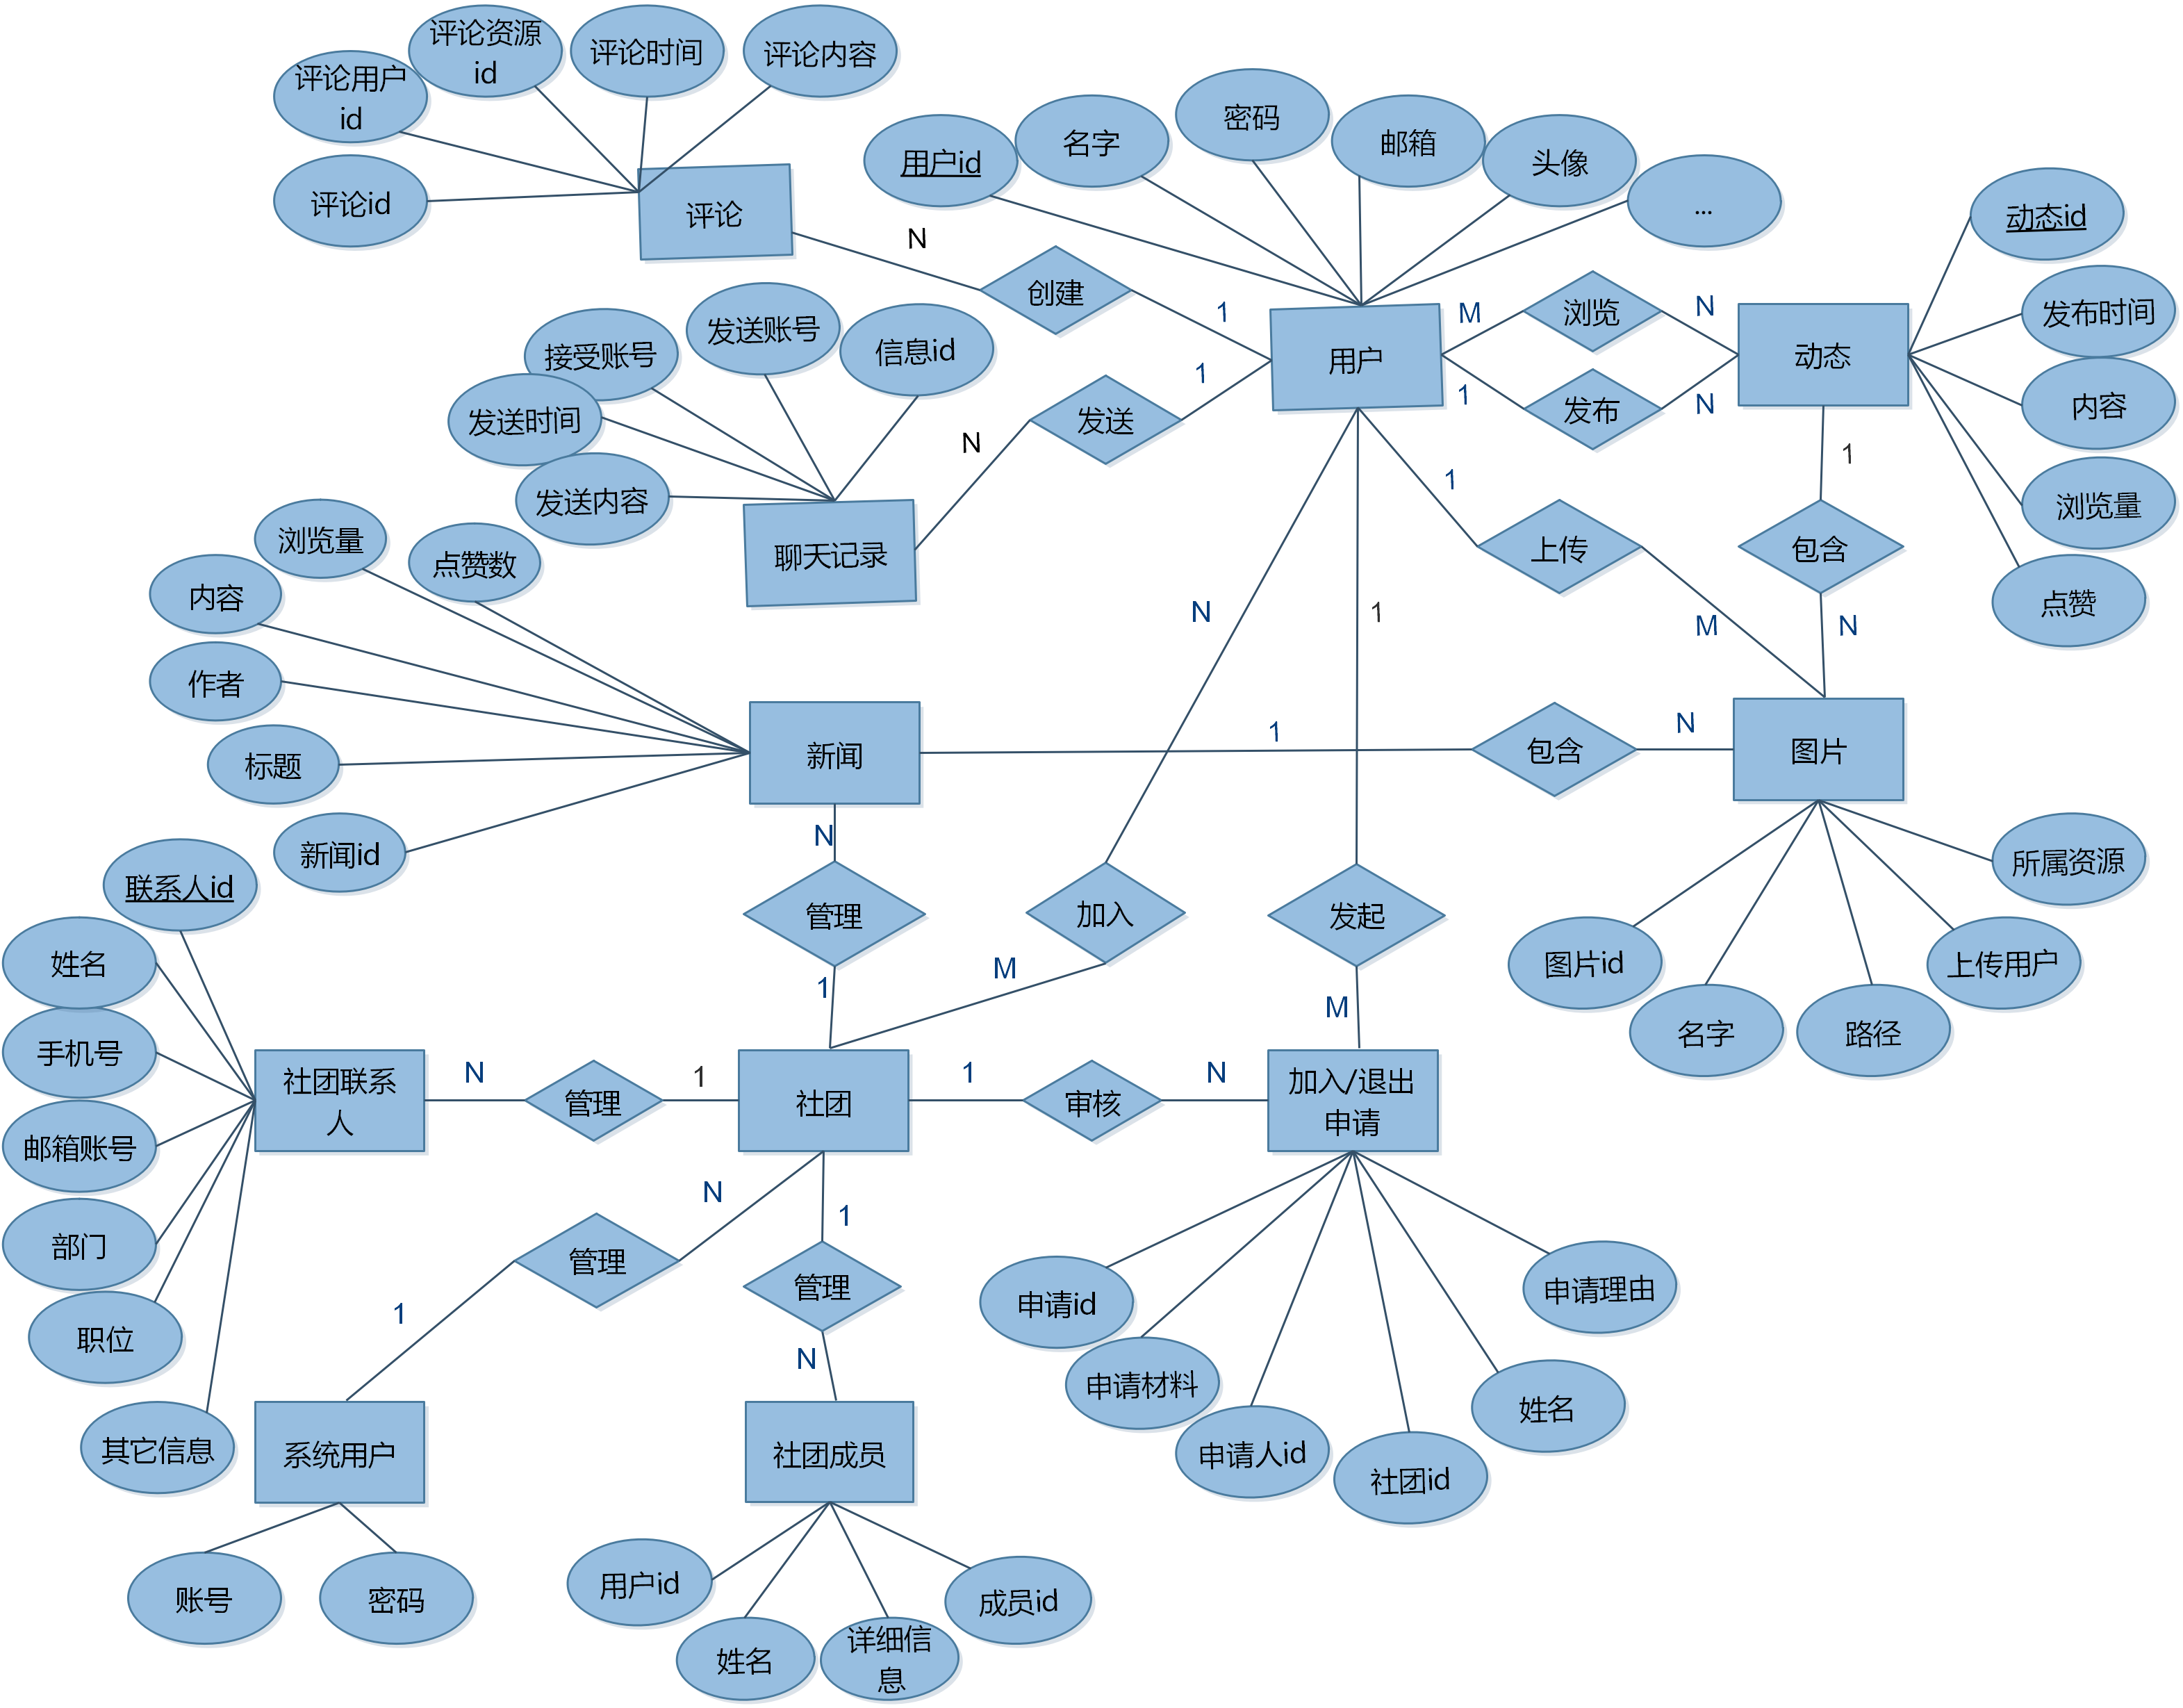 评论资源
id
评论时间
评论内容
评论用户
id
评论id
评论
用户id
名字
密码
邮箱
头像
...
动态id
发布时间
内容
浏览量
点赞
N
创建
1
用户
M
浏览
N
动态
1
发布
N
接受账号
发送账号
信息id
发送时间
发送内容
聊天记录
N
发送
1
1
上传
M
1
包含
N
浏览量
点赞数
内容
作者
标题
新闻id
新闻
1
包含
N
图片
所属资源
图片id
名字
路径
上传用户
N
管理
1
N
加入
M
1
发起
M
联系人id
姓名
手机号
邮箱账号
部门
职位
其它信息
社团联系
人
N
管理
1
社团
1
审核
N
加入/退出
申请
N
管理
1
1
管理
N
系统用户
账号
密码
社团成员
用户id
姓名
详细信
息
成员id
申请id
申请材料
申请人id
社团id
姓名
申请理由